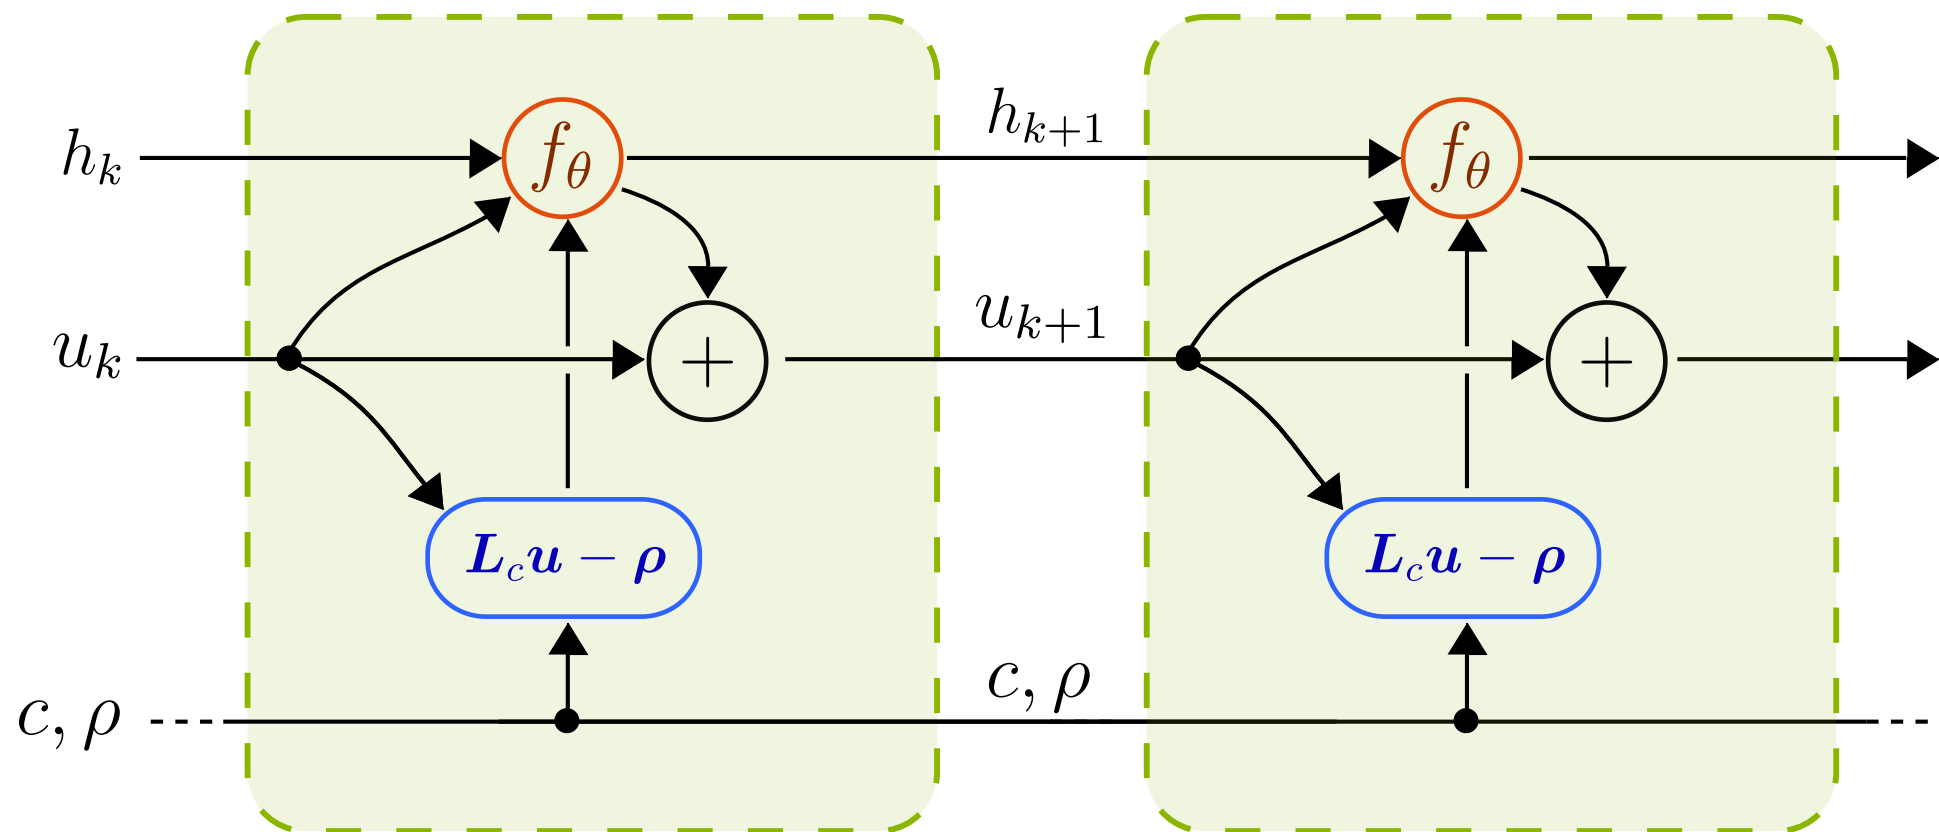 h_{k+1}
h_k f_θ f_θ
u_{k+1}
u_k + +
L_c u − ρ L_c u − ρ
c, ρ
c, ρ